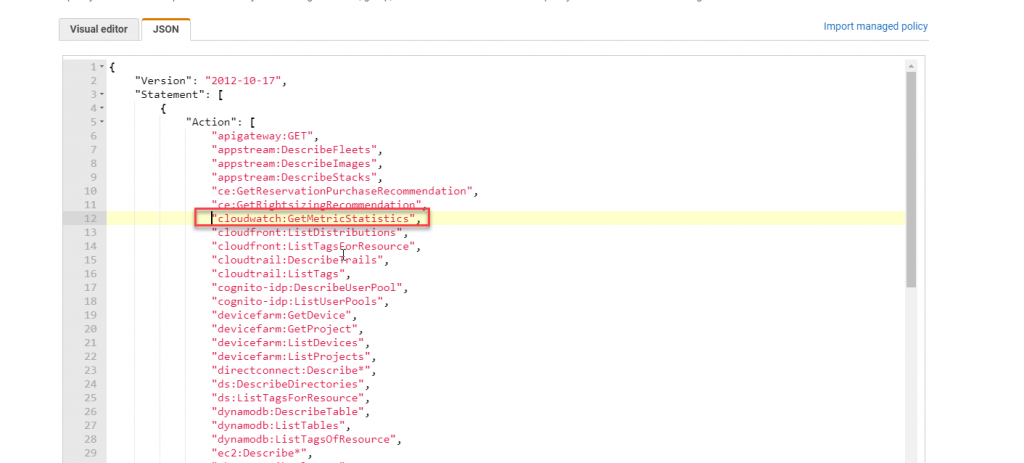 Visual editor
JSON
Import managed policy
1 {
2 "Version": "2012-10-17",
3 "Statement": [
4 {
5 "Action": [
6 "apigateway:GET",
7 "appstream:DescribeFleets",
8 "appstream:DescribeImages",
9 "appstream:DescribeStacks",
10 "ce:GetReservationPurchaseRecommendation",
11 "ce:GetRightsizingRecommendation",
12 "cloudwatch:GetMetricStatistics",
13 "cloudfront:ListDistributions",
14 "cloudfront:ListTagsForResource",
15 "cloudtrail:DescribeTrails",
16 "cloudtrail:ListTags",
17 "cognito-idp:DescribeUserPool",
18 "cognito-idp:ListUserPools",
19 "devicefarm:GetDevice",
20 "devicefarm:GetProject",
21 "devicefarm:ListDevices",
22 "devicefarm:ListProjects",
23 "directconnect:Describe*",
24 "ds:DescribeDirectories",
25 "ds:ListTagsForResource",
26 "dynamodb:DescribeTable",
27 "dynamodb:ListTables",
28 "dynamodb:ListTagsOfResource",
29 "ec2:Describe*",